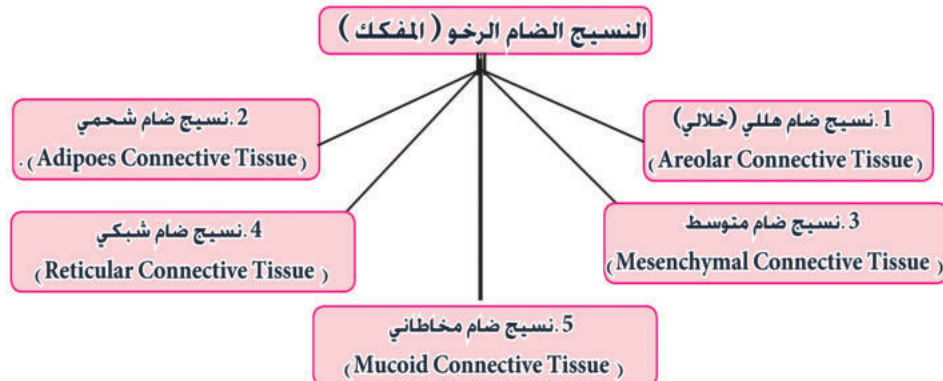 النسيج الضام الرخو ( المفكك )
1.نسيج ضام هللي (خلالي)
(Areolar Connective Tissue)
2.نسيج ضام شحمي
(Adipoes Connective Tissue).
3.نسيج ضام متوسط
(Mesenchymal Connective Tissue)
4.نسيج ضام شبكي
(Reticular Connective Tissue)
5.نسيج ضام مخاطاني
(Mucoid Connective Tissue)